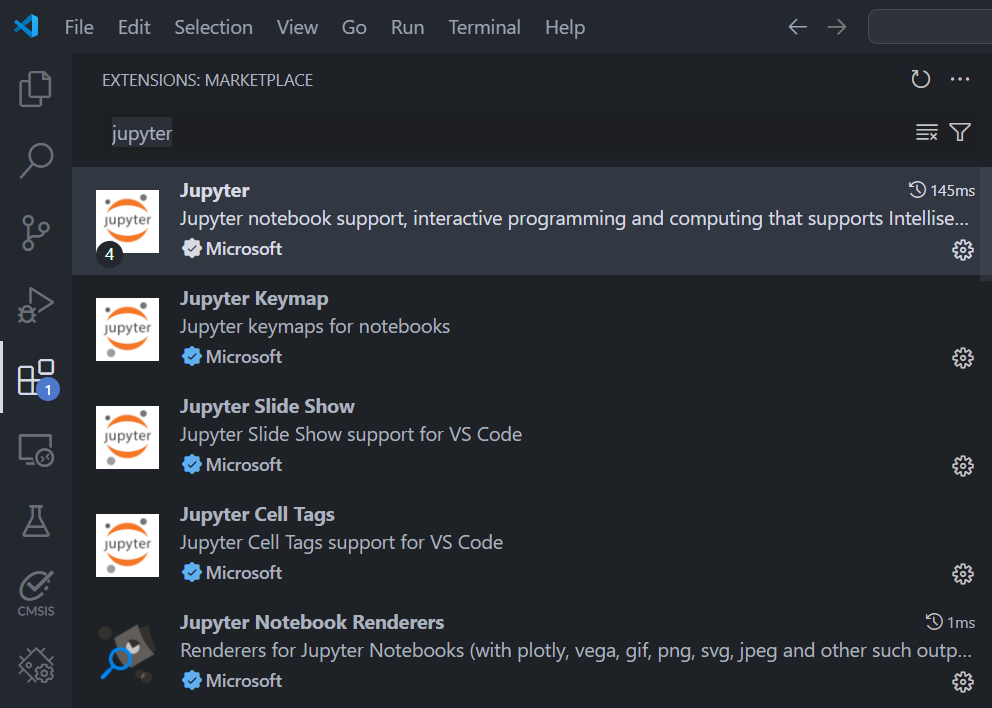 File Edit Selection View Go Run Terminal Help
EXTENSIONS: MARKETPLACE
jupyter
Jupyter 145ms
jupyter
Jupyter notebook support, interactive programming and computing that supports Intellise...
4 Microsoft
Jupyter Keymap
jupyter
Jupyter keymaps for notebooks
Microsoft
1
Jupyter Slide Show
jupyter
Jupyter Slide Show support for VS Code
Microsoft
Jupyter Cell Tags
jupyter
Jupyter Cell Tags support for VS Code
Microsoft
CMSIS
Jupyter Notebook Renderers 1ms
Renderers for Jupyter Notebooks (with plotly, vega, gif, png, svg, jpeg and other such outp...
Microsoft